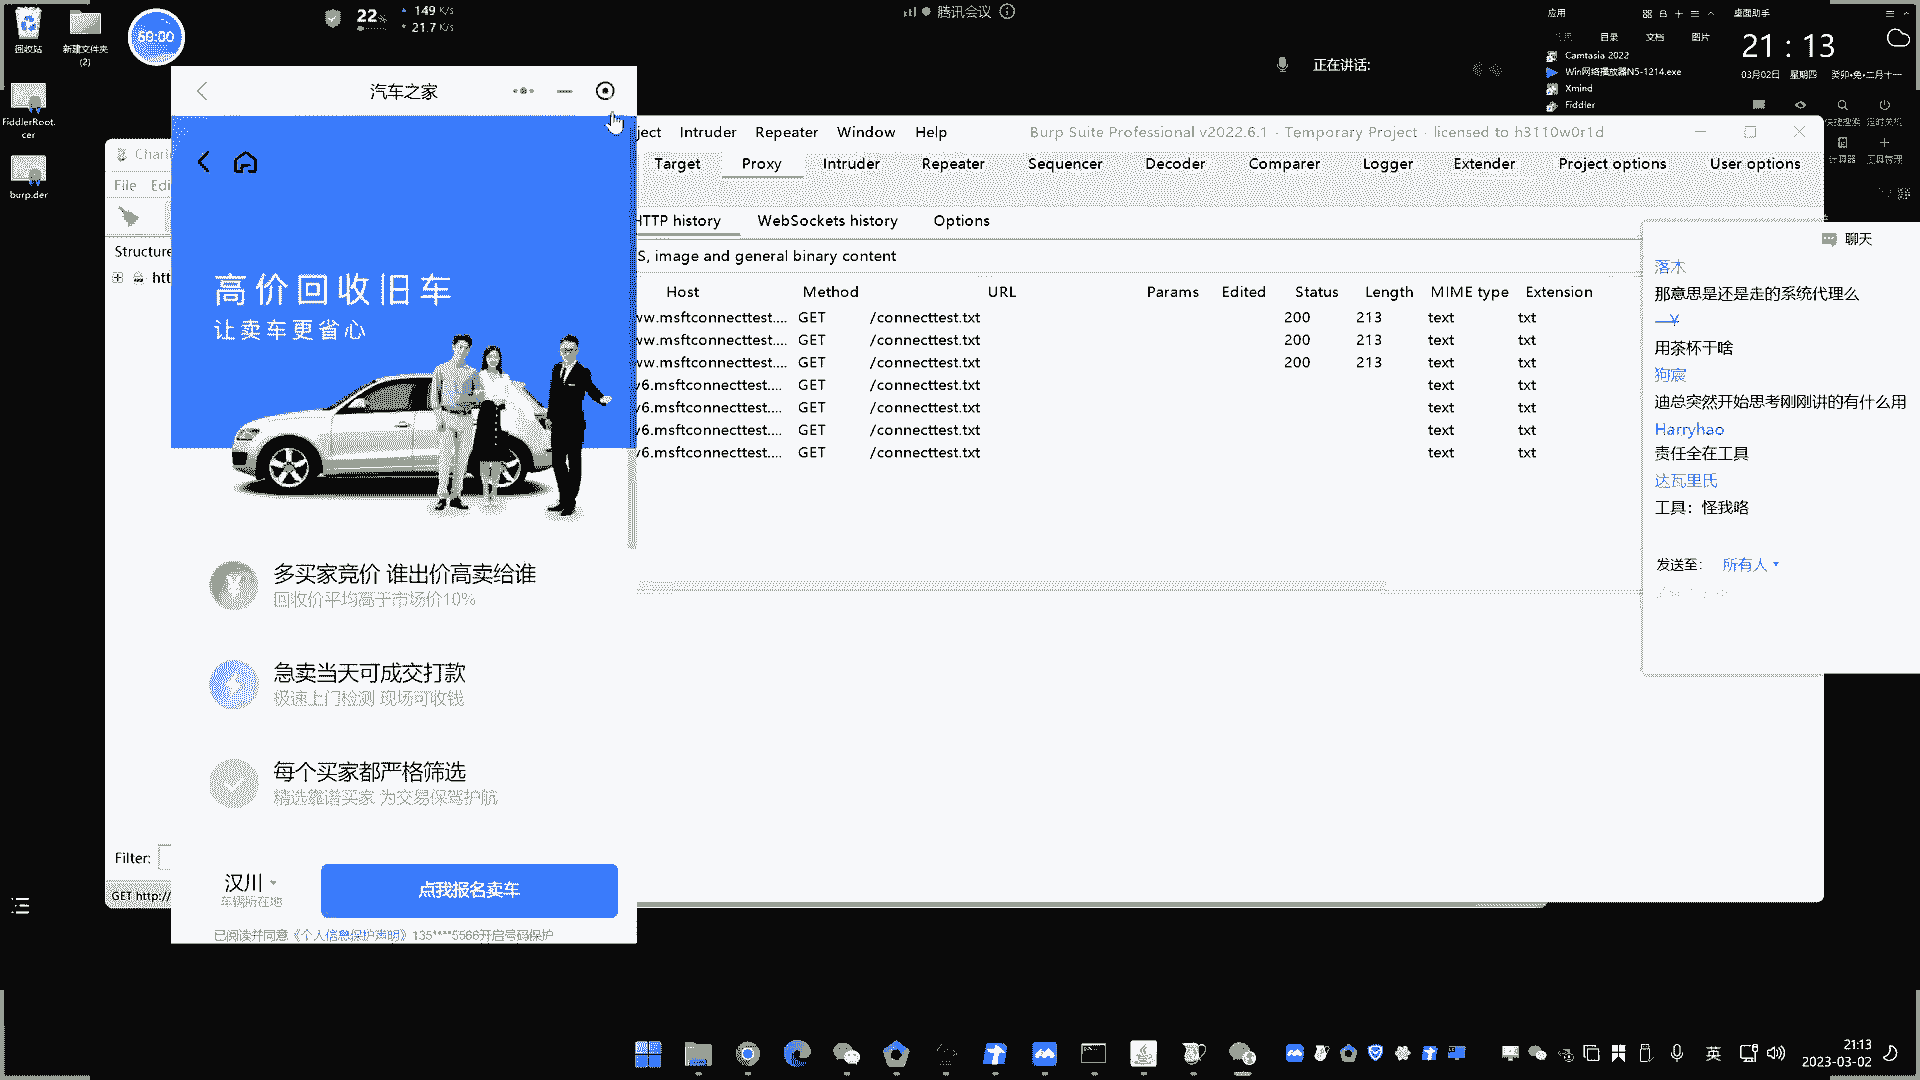 回收站
新建文件夹
(2)
60:00
22%
149 K/s
21.7 K/s
腾讯会议
正在讲话:
应用
桌面助手
目录
文档
图片
Camtasia 2022
Win网络播放器N5-1214.exe
Xmind
Fiddler
21 : 13
03月02日 星期四
FiddlerRoot.
cer
burp.der
汽车之家
高价回收旧车
让卖车更省心
多买家竞价 谁出价高卖给谁
回收价平均高于市场价10%
急卖当天可成交打款
极速上门检测 现场可收钱
每个买家都严格筛选
精选靠谱买家 为交易保驾护航
汉川
车辆所在地
点我报名卖车
已阅读并同意《个人信息保护声明》135****5566开启号码保护
Charl
File Edi
Structure
htt
Filter:
GET http://
ject Intruder Repeater Window Help
Burp Suite Professional v2022.6.1 - Temporary Project - licensed to h3110w0r1d
Target Proxy Intruder Repeater Sequencer Decoder Comparer Logger Extender Project options User options
HTTP history WebSockets history Options
S, image and general binary content
Host Method URL Params Edited Status Length MIME type Extension
ww.msftconnecttest.... GET /connecttest.txt 200 213 text txt
ww.msftconnecttest.... GET /connecttest.txt 200 213 text txt
ww.msftconnecttest.... GET /connecttest.txt 200 213 text txt
v6.msftconnecttest.... GET /connecttest.txt text txt
v6.msftconnecttest.... GET /connecttest.txt text txt
v6.msftconnecttest.... GET /connecttest.txt text txt
v6.msftconnecttest.... GET /connecttest.txt text txt
聊天
落木
那意思是还是走的系统代理么
一Y
用茶杯干啥
狗宸
迪总突然开始思考刚刚讲的有什么用
Harryhao
责任全在工具
达瓦里氏
工具：怪我咯
发送至: 所有人
英
21:13
2023-03-02